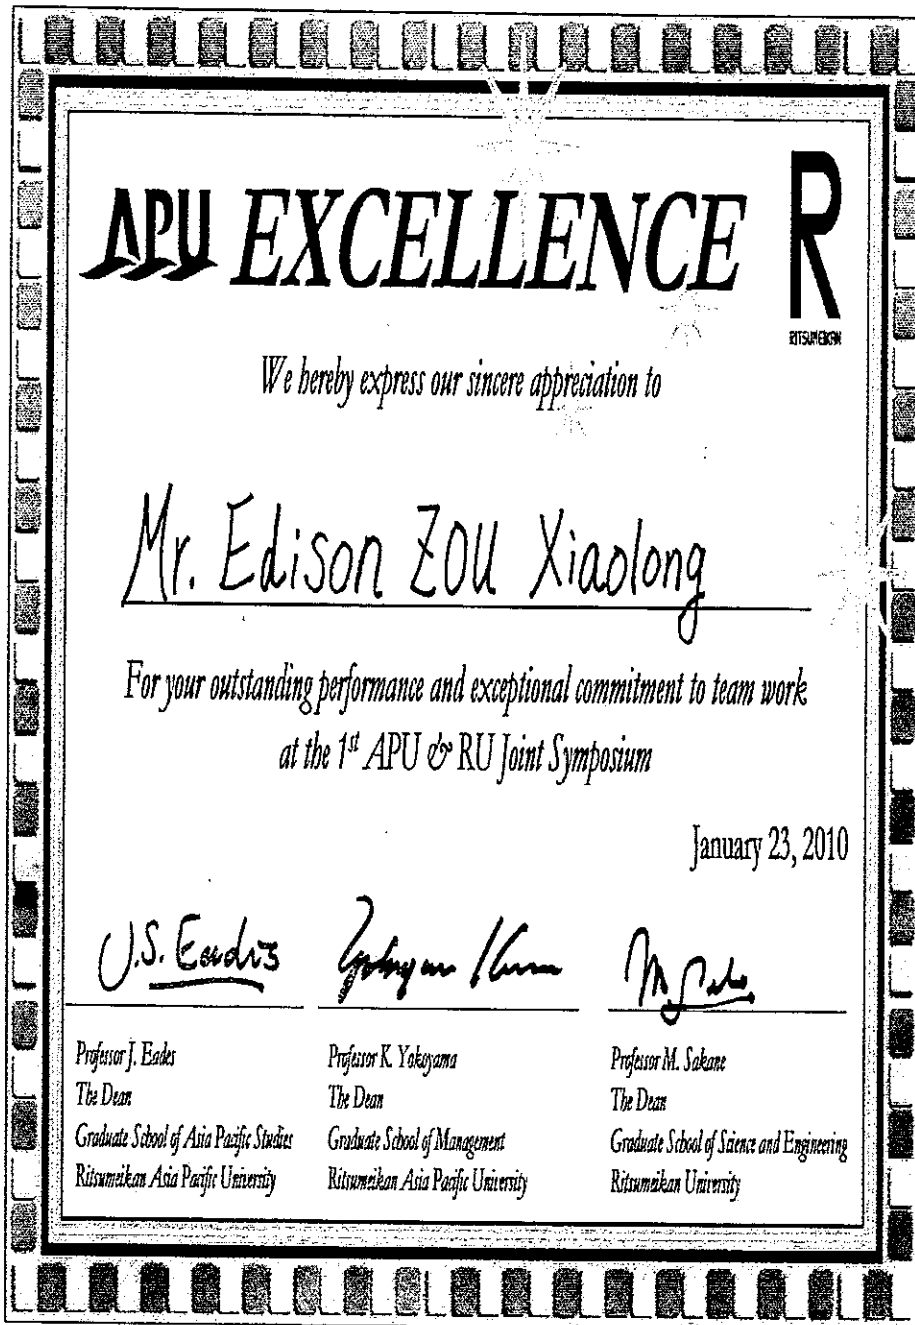 APU EXCELLENCE
R
RITSUMEIKAN
We hereby express our sincere appreciation to
Mr. Edison ZOU Xiaolong
For your outstanding performance and exceptional commitment to team work
at the 1st APU & RU Joint Symposium
January 23, 2010
J.S. Eades
Professor J. Eades
The Dean
Graduate School of Asia Pacific Studies
Ritsumeikan Asia Pacific University
Professor K. Yokoyama
The Dean
Graduate School of Management
Ritsumeikan Asia Pacific University
Professor M. Sakane
The Dean
Graduate School of Science and Engineering
Ritsumeikan University